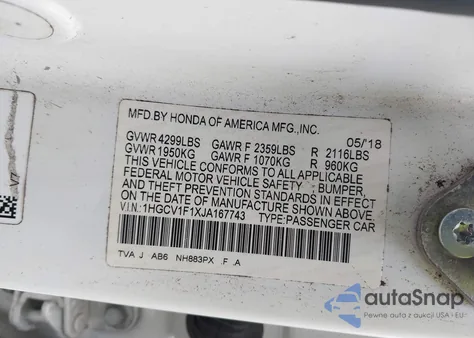 MFD.BY HONDA OF AMERICA MFG.,INC.
05/'18
GVWR 4299LBS GAWR F 2359LBS R 2116LBS
GVWR 1950KG GAWR F 1070KG R 960KG
THIS VEHICLE CONFORMS TO ALL APPLICABLE
FEDERAL MOTOR VEHICLE SAFETY, BUMPER,
AND THEFT PREVENTION STANDARDS IN EFFECT
ON THE DATE OF MANUFACTURE SHOWN ABOVE.
VIN:1HGCV1F1XJA167743 TYPE:PASSENGER CAR
TVA J AB6 NH883PX .F .A
autoSnap
Pewne auta z aukcji USA i EU